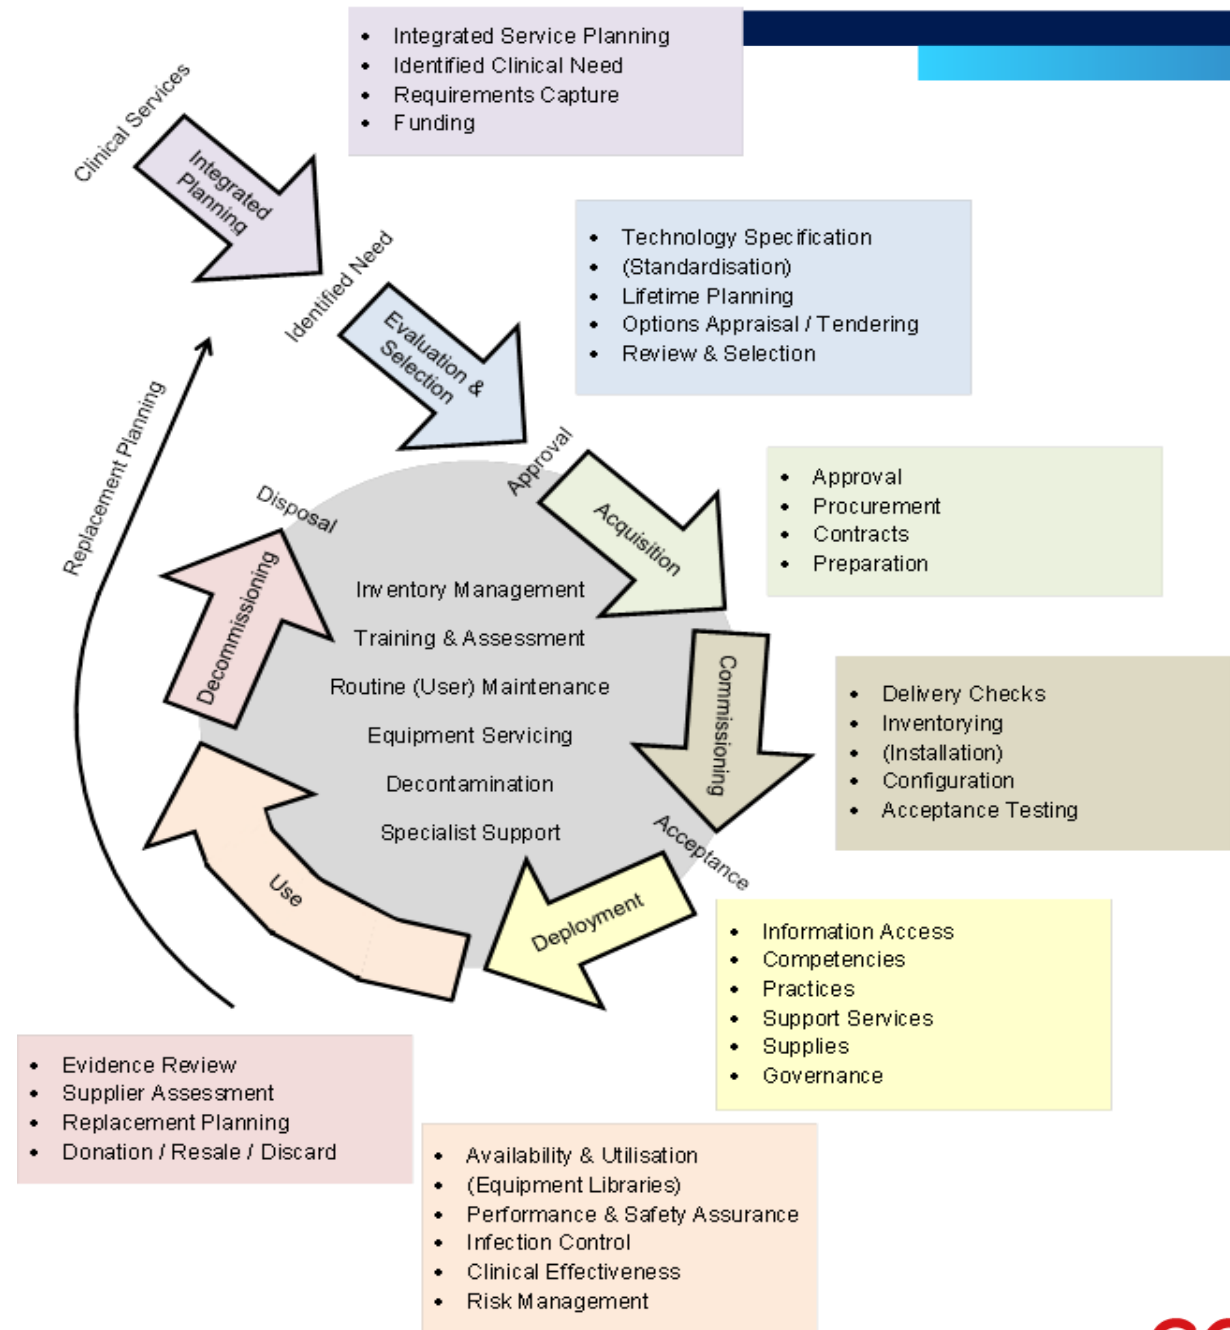 • Integrated Service Planning
• Identified Clinical Need
• Requirements Capture
• Funding
Clinical Services
Integrated
Planning
Identified Need
• Technology Specification
• (Standardisation)
• Lifetime Planning
• Options Appraisal / Tendering
• Review & Selection
Evaluation &
Selection
Replacement Planning
Approval
• Approval
• Procurement
• Contracts
• Preparation
Acquisition
Disposal
Decommissioning
Inventory Management
Training & Assessment
Routine (User) Maintenance
Equipment Servicing
Decontamination
Specialist Support
Commissioning
• Delivery Checks
• Inventorying
• (Installation)
• Configuration
• Acceptance Testing
Acceptance
Deployment
Use
• Information Access
• Competencies
• Practices
• Support Services
• Supplies
• Governance
• Evidence Review
• Supplier Assessment
• Replacement Planning
• Donation / Resale / Discard
• Availability & Utilisation
• (Equipment Libraries)
• Performance & Safety Assurance
• Infection Control
• Clinical Effectiveness
• Risk Management